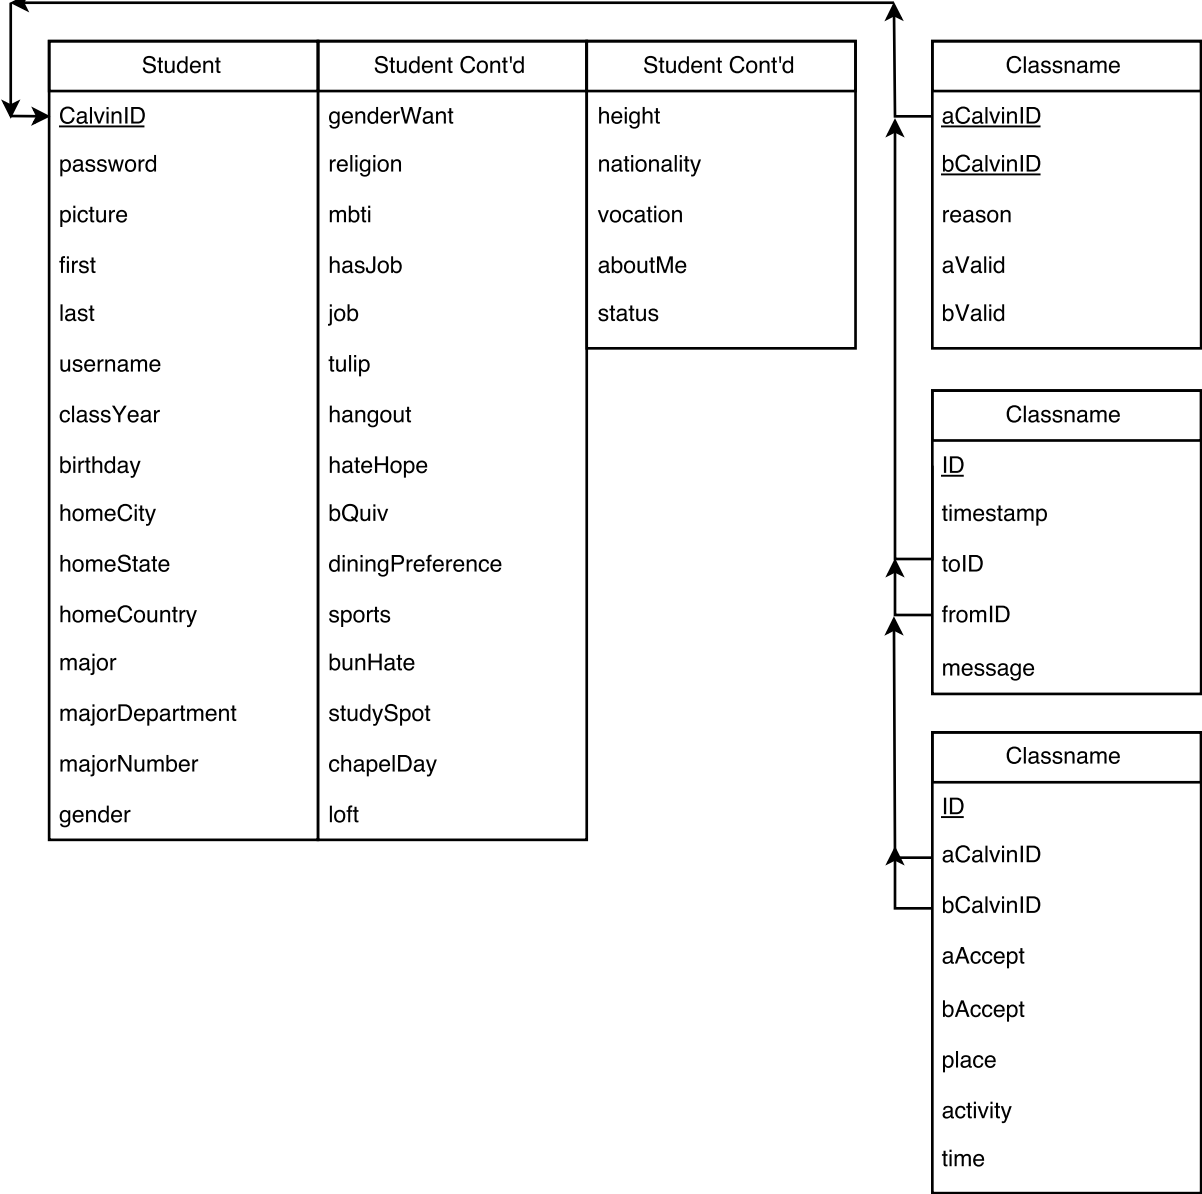 Student
CalvinID
password
picture
first
last
username
classYear
birthday
homeCity
homeState
homeCountry
major
majorDepartment
majorNumber
gender
Student Cont'd
genderWant
religion
mbti
hasJob
job
tulip
hangout
hateHope
bQuiv
diningPreference
sports
bunHate
studySpot
chapelDay
loft
Student Cont'd
height
nationality
vocation
aboutMe
status
Classname
aCalvinID
bCalvinID
reason
aValid
bValid
Classname
ID
timestamp
toID
fromID
message
Classname
ID
aCalvinID
bCalvinID
aAccept
bAccept
place
activity
time